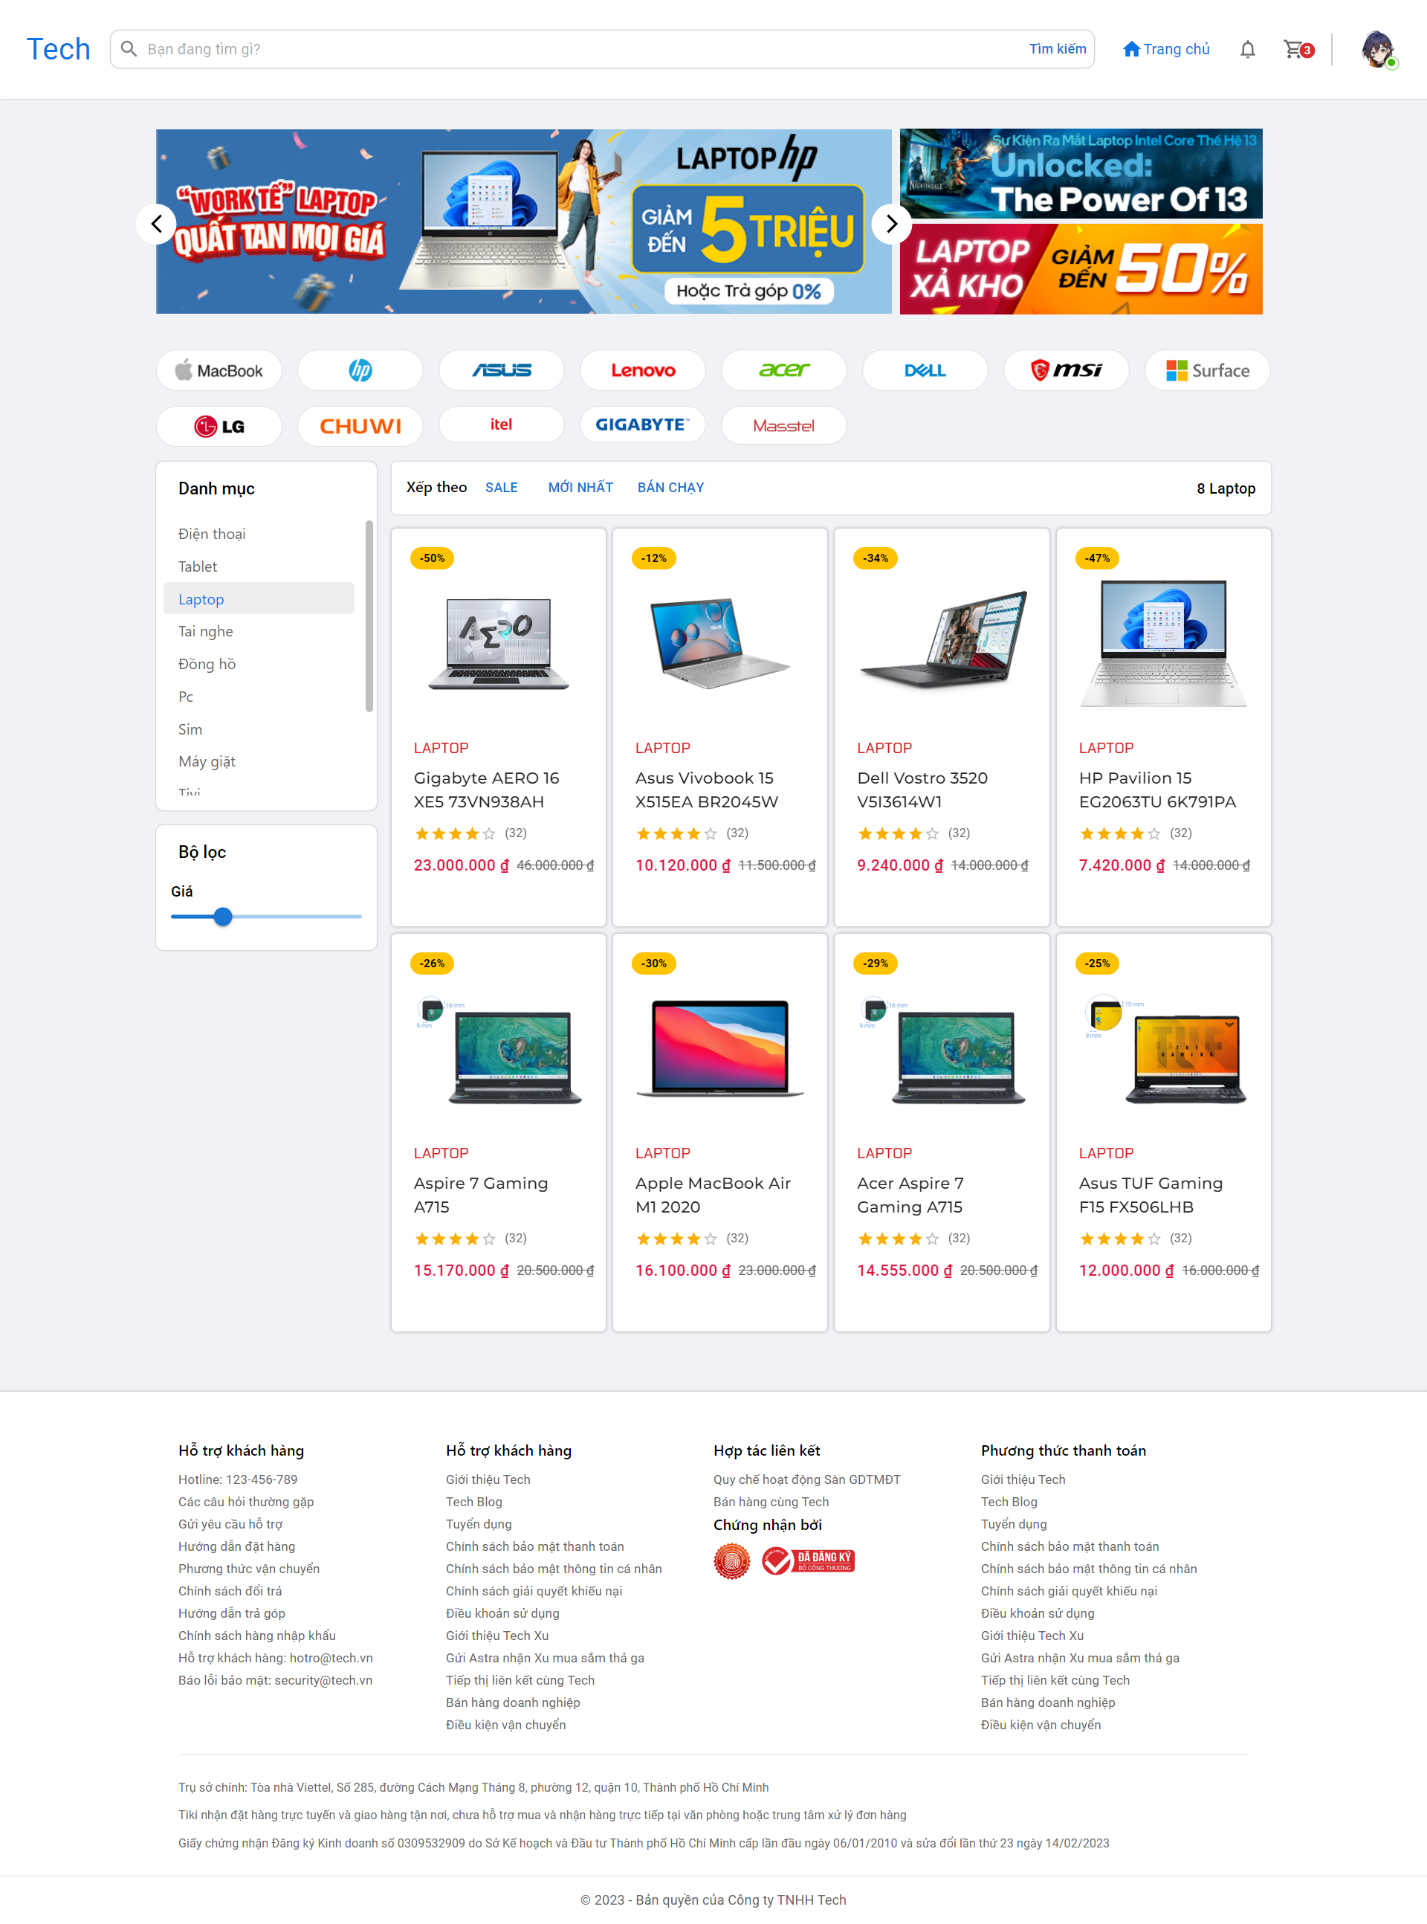 Tech
Bạn đang tìm gì?
Tìm kiếm
Trang chủ
3
"WORK TẾ" LAPTOP
QUẤT TAN MỌI GIÁ
LAPTOP hp
GIẢM ĐẾN 5 TRIỆU
Hoặc Trả góp 0%
Sự Kiện Ra Mắt Laptop Intel Core Thế Hệ 13
NIGHTINGALE
Unlocked:
The Power Of 13
LAPTOP XẢ KHO
GIẢM ĐẾN 50%
MacBook
hp
ASUS
Lenovo
acer
DELL
msi
Surface
LG
CHUWI
itel
GIGABYTE™
Masstel
Danh mục
Điện thoại
Tablet
Laptop
Tai nghe
Đồng hồ
Pc
Sim
Máy giặt
Tivi
Bộ lọc
Giá
Xếp theo
SALE
MỚI NHẤT
BÁN CHẠY
8 Laptop
-50%
LAPTOP
Gigabyte AERO 16
XE5 73VN938AH
(32)
23.000.000 ₫ 46.000.000 ₫
-12%
LAPTOP
Asus Vivobook 15
X515EA BR2045W
(32)
10.120.000 ₫ 11.500.000 ₫
-34%
LAPTOP
Dell Vostro 3520
V5I3614W1
(32)
9.240.000 ₫ 14.000.000 ₫
-47%
LAPTOP
HP Pavilion 15
EG2063TU 6K791PA
(32)
7.420.000 ₫ 14.000.000 ₫
-26%
16 mm
9 mm
LAPTOP
Aspire 7 Gaming
A715
(32)
15.170.000 ₫ 20.500.000 ₫
-30%
LAPTOP
Apple MacBook Air
M1 2020
(32)
16.100.000 ₫ 23.000.000 ₫
-29%
16 mm
9 mm
LAPTOP
Acer Aspire 7
Gaming A715
(32)
14.555.000 ₫ 20.500.000 ₫
-25%
10 mm
9 mm
LAPTOP
Asus TUF Gaming
F15 FX506LHB
(32)
12.000.000 ₫ 16.000.000 ₫
Hỗ trợ khách hàng
Hotline: 123-456-789
Các câu hỏi thường gặp
Gửi yêu cầu hỗ trợ
Hướng dẫn đặt hàng
Phương thức vận chuyển
Chính sách đổi trả
Hướng dẫn trả góp
Chính sách hàng nhập khẩu
Hỗ trợ khách hàng: hotro@tech.vn
Báo lỗi bảo mật: security@tech.vn
Hỗ trợ khách hàng
Giới thiệu Tech
Tech Blog
Tuyển dụng
Chính sách bảo mật thanh toán
Chính sách bảo mật thông tin cá nhân
Chính sách giải quyết khiếu nại
Điều khoản sử dụng
Giới thiệu Tech Xu
Gửi Astra nhận Xu mua sắm thả ga
Tiếp thị liên kết cùng Tech
Bán hàng doanh nghiệp
Điều kiện vận chuyển
Hợp tác liên kết
Quy chế hoạt động Sàn GDTMĐT
Bán hàng cùng Tech
Chứng nhận bởi
ĐÃ ĐĂNG KÝ
BỘ CÔNG THƯƠNG
Phương thức thanh toán
Giới thiệu Tech
Tech Blog
Tuyển dụng
Chính sách bảo mật thanh toán
Chính sách bảo mật thông tin cá nhân
Chính sách giải quyết khiếu nại
Điều khoản sử dụng
Giới thiệu Tech Xu
Gửi Astra nhận Xu mua sắm thả ga
Tiếp thị liên kết cùng Tech
Bán hàng doanh nghiệp
Điều kiện vận chuyển
Trụ sở chính: Tòa nhà Viettel, Số 285, đường Cách Mạng Tháng 8, phường 12, quận 10, Thành phố Hồ Chí Minh
Tiki nhận đặt hàng trực tuyến và giao hàng tận nơi, chưa hỗ trợ mua và nhận hàng trực tiếp tại văn phòng hoặc trung tâm xử lý đơn hàng
Giấy chứng nhận Đăng ký Kinh doanh số 0309532909 do Sở Kế hoạch và Đầu tư Thành phố Hồ Chí Minh cấp lần đầu ngày 06/01/2010 và sửa đổi lần thứ 23 ngày 14/02/2023
© 2023 - Bản quyền của Công ty TNHH Tech